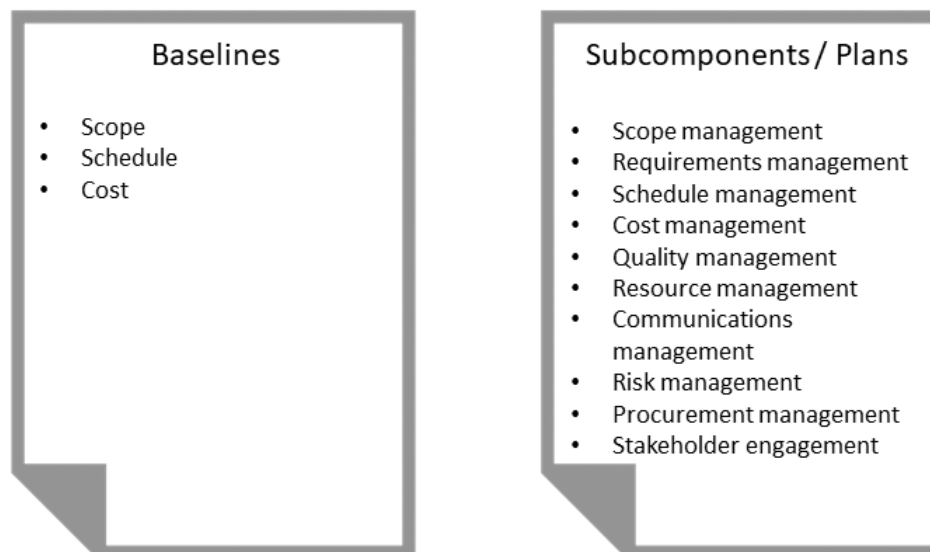 Baselines
• Scope
• Schedule
• Cost
Subcomponents / Plans
• Scope management
• Requirements management
• Schedule management
• Cost management
• Quality management
• Resource management
• Communications
management
• Risk management
• Procurement management
• Stakeholder engagement